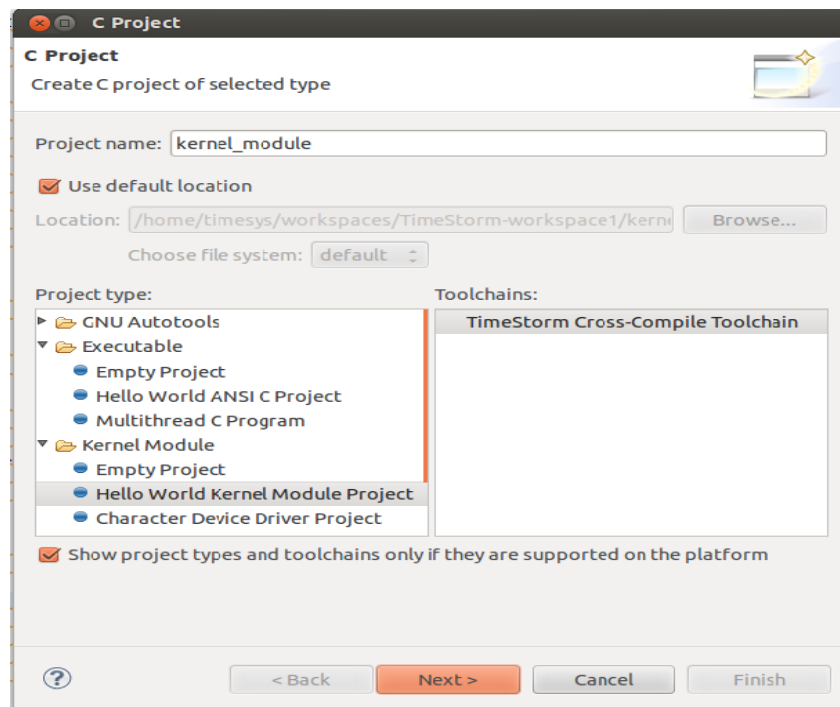 C Project
C Project
Create C project of selected type
Project name: kernel_module
Use default location
Location: /home/timesys/workspaces/TimeStorm-workspace1/kerne Browse...
Choose file system: default
Project type: Toolchains:
GNU Autotools TimeStorm Cross-Compile Toolchain
Executable
Empty Project
Hello World ANSI C Project
Multithread C Program
Kernel Module
Empty Project
Hello World Kernel Module Project
Character Device Driver Project
Show project types and toolchains only if they are supported on the platform
? < Back Next > Cancel Finish